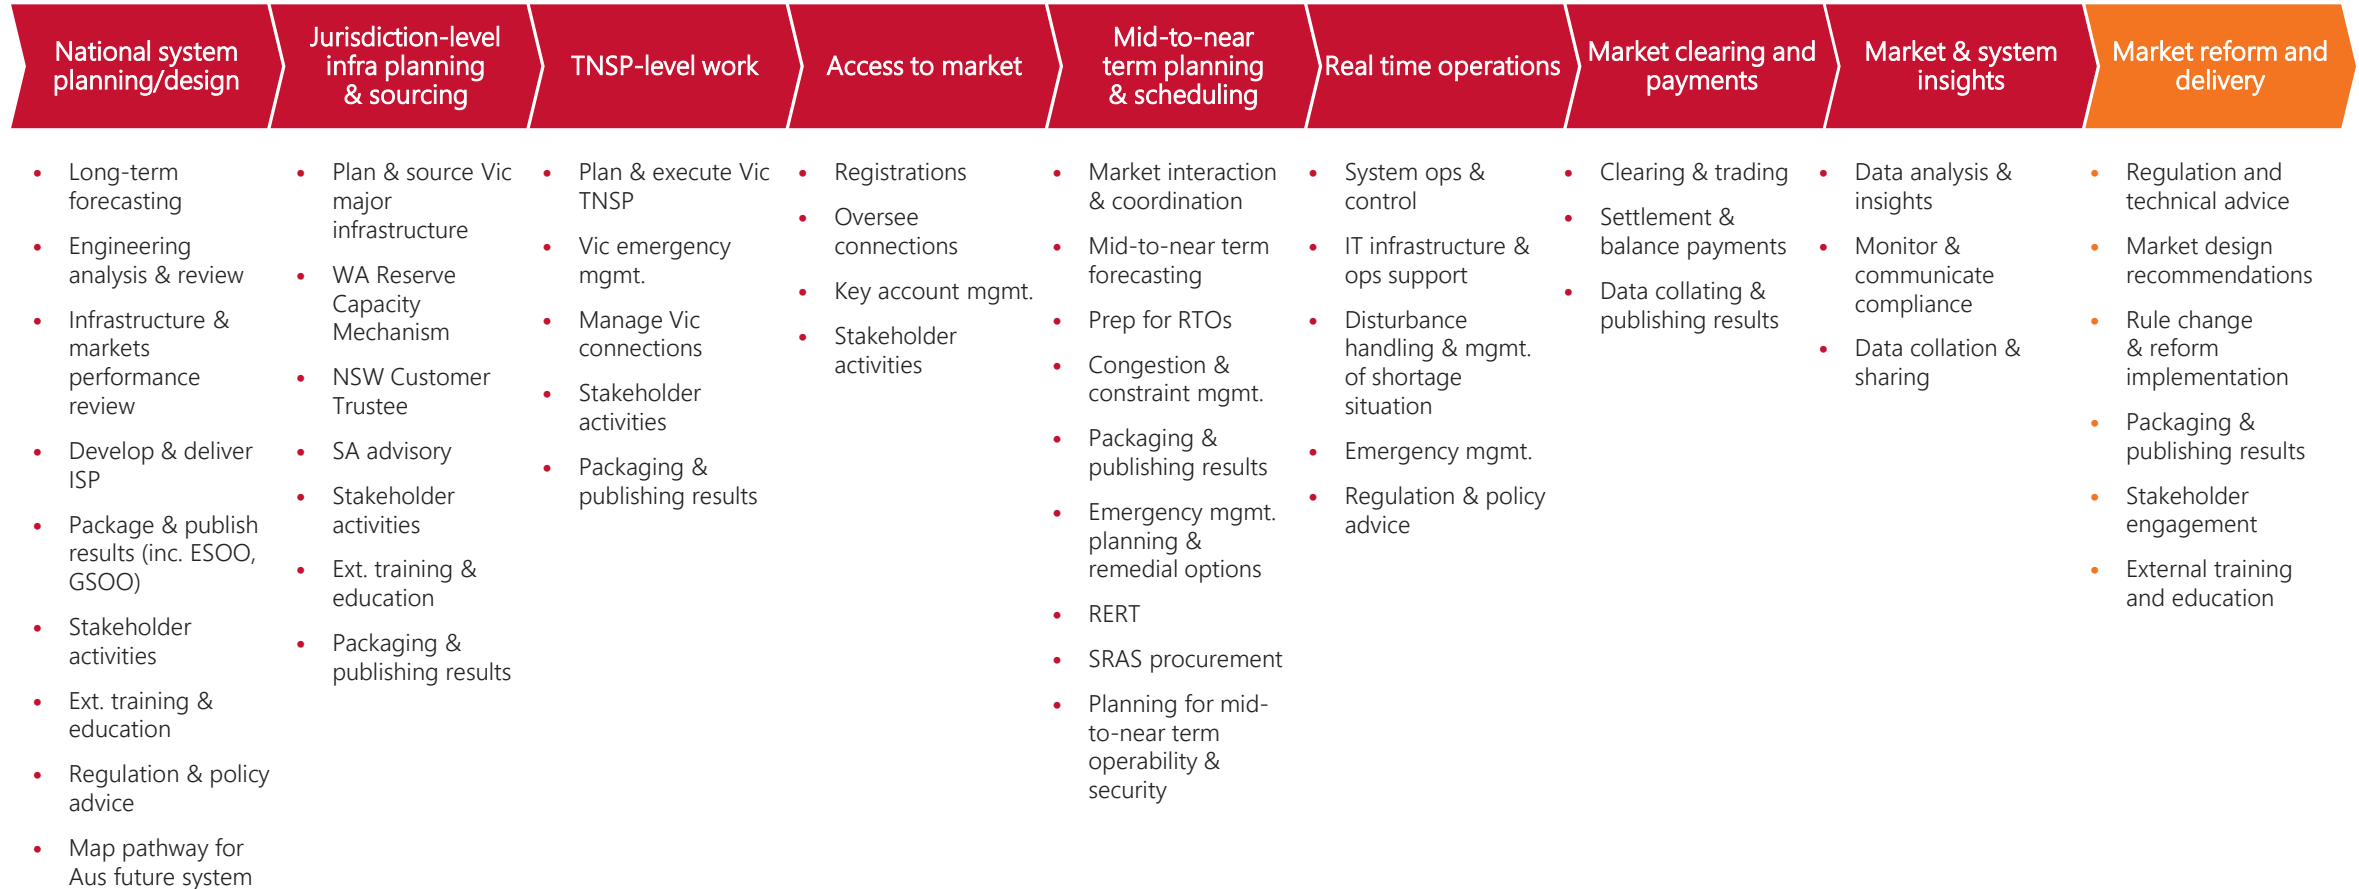 National system
planning/design
Jurisdiction-level
infra planning
& sourcing
TNSP-level work
Access to market
Mid-to-near
term planning
& scheduling
Real time operations
Market clearing and
payments
Market & system
insights
Market reform and
delivery
• Long-term
forecasting
• Engineering
analysis & review
• Infrastructure &
markets
performance
review
• Develop & deliver
ISP
• Package & publish
results (inc. ESOO,
GSOO)
• Stakeholder
activities
• Ext. training &
education
• Regulation & policy
advice
• Map pathway for
Aus future system
• Plan & source Vic
major
infrastructure
• WA Reserve
Capacity
Mechanism
• NSW Customer
Trustee
• SA advisory
• Stakeholder
activities
• Ext. training &
education
• Packaging &
publishing results
• Plan & execute Vic
TNSP
• Vic emergency
mgmt.
• Manage Vic
connections
• Stakeholder
activities
• Packaging &
publishing results
• Registrations
• Oversee
connections
• Key account mgmt.
• Stakeholder
activities
• Market interaction
& coordination
• Mid-to-near term
forecasting
• Prep for RTOs
• Congestion &
constraint mgmt.
• Packaging &
publishing results
• Emergency mgmt.
planning &
remedial options
• RERT
• SRAS procurement
• Planning for mid-
to-near term
operability &
security
• System ops &
control
• IT infrastructure &
ops support
• Disturbance
handling & mgmt.
of shortage
situation
• Emergency mgmt.
• Regulation & policy
advice
• Clearing & trading
• Settlement &
balance payments
• Data collating &
publishing results
• Data analysis &
insights
• Monitor &
communicate
compliance
• Data collation &
sharing
• Regulation and
technical advice
• Market design
recommendations
• Rule change
& reform
implementation
• Packaging &
publishing results
• Stakeholder
engagement
• External training
and education